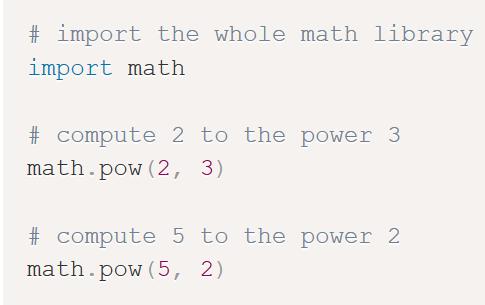 # import the whole math library
import math
# compute 2 to the power 3
math.pow(2, 3)
# compute 5 to the power 2
math.pow(5, 2)